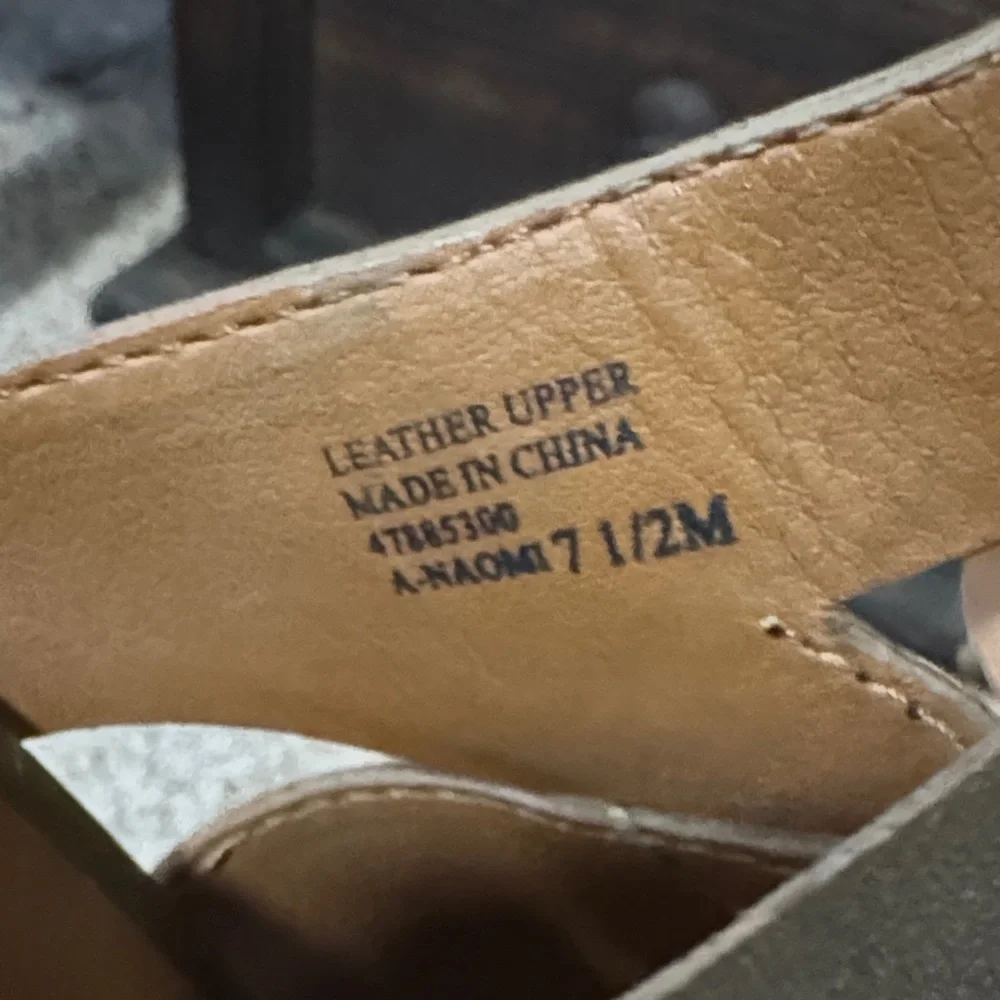 LEATHER UPPER
MADE IN CHINA
47885300
A-NAOMI 7 1/2M